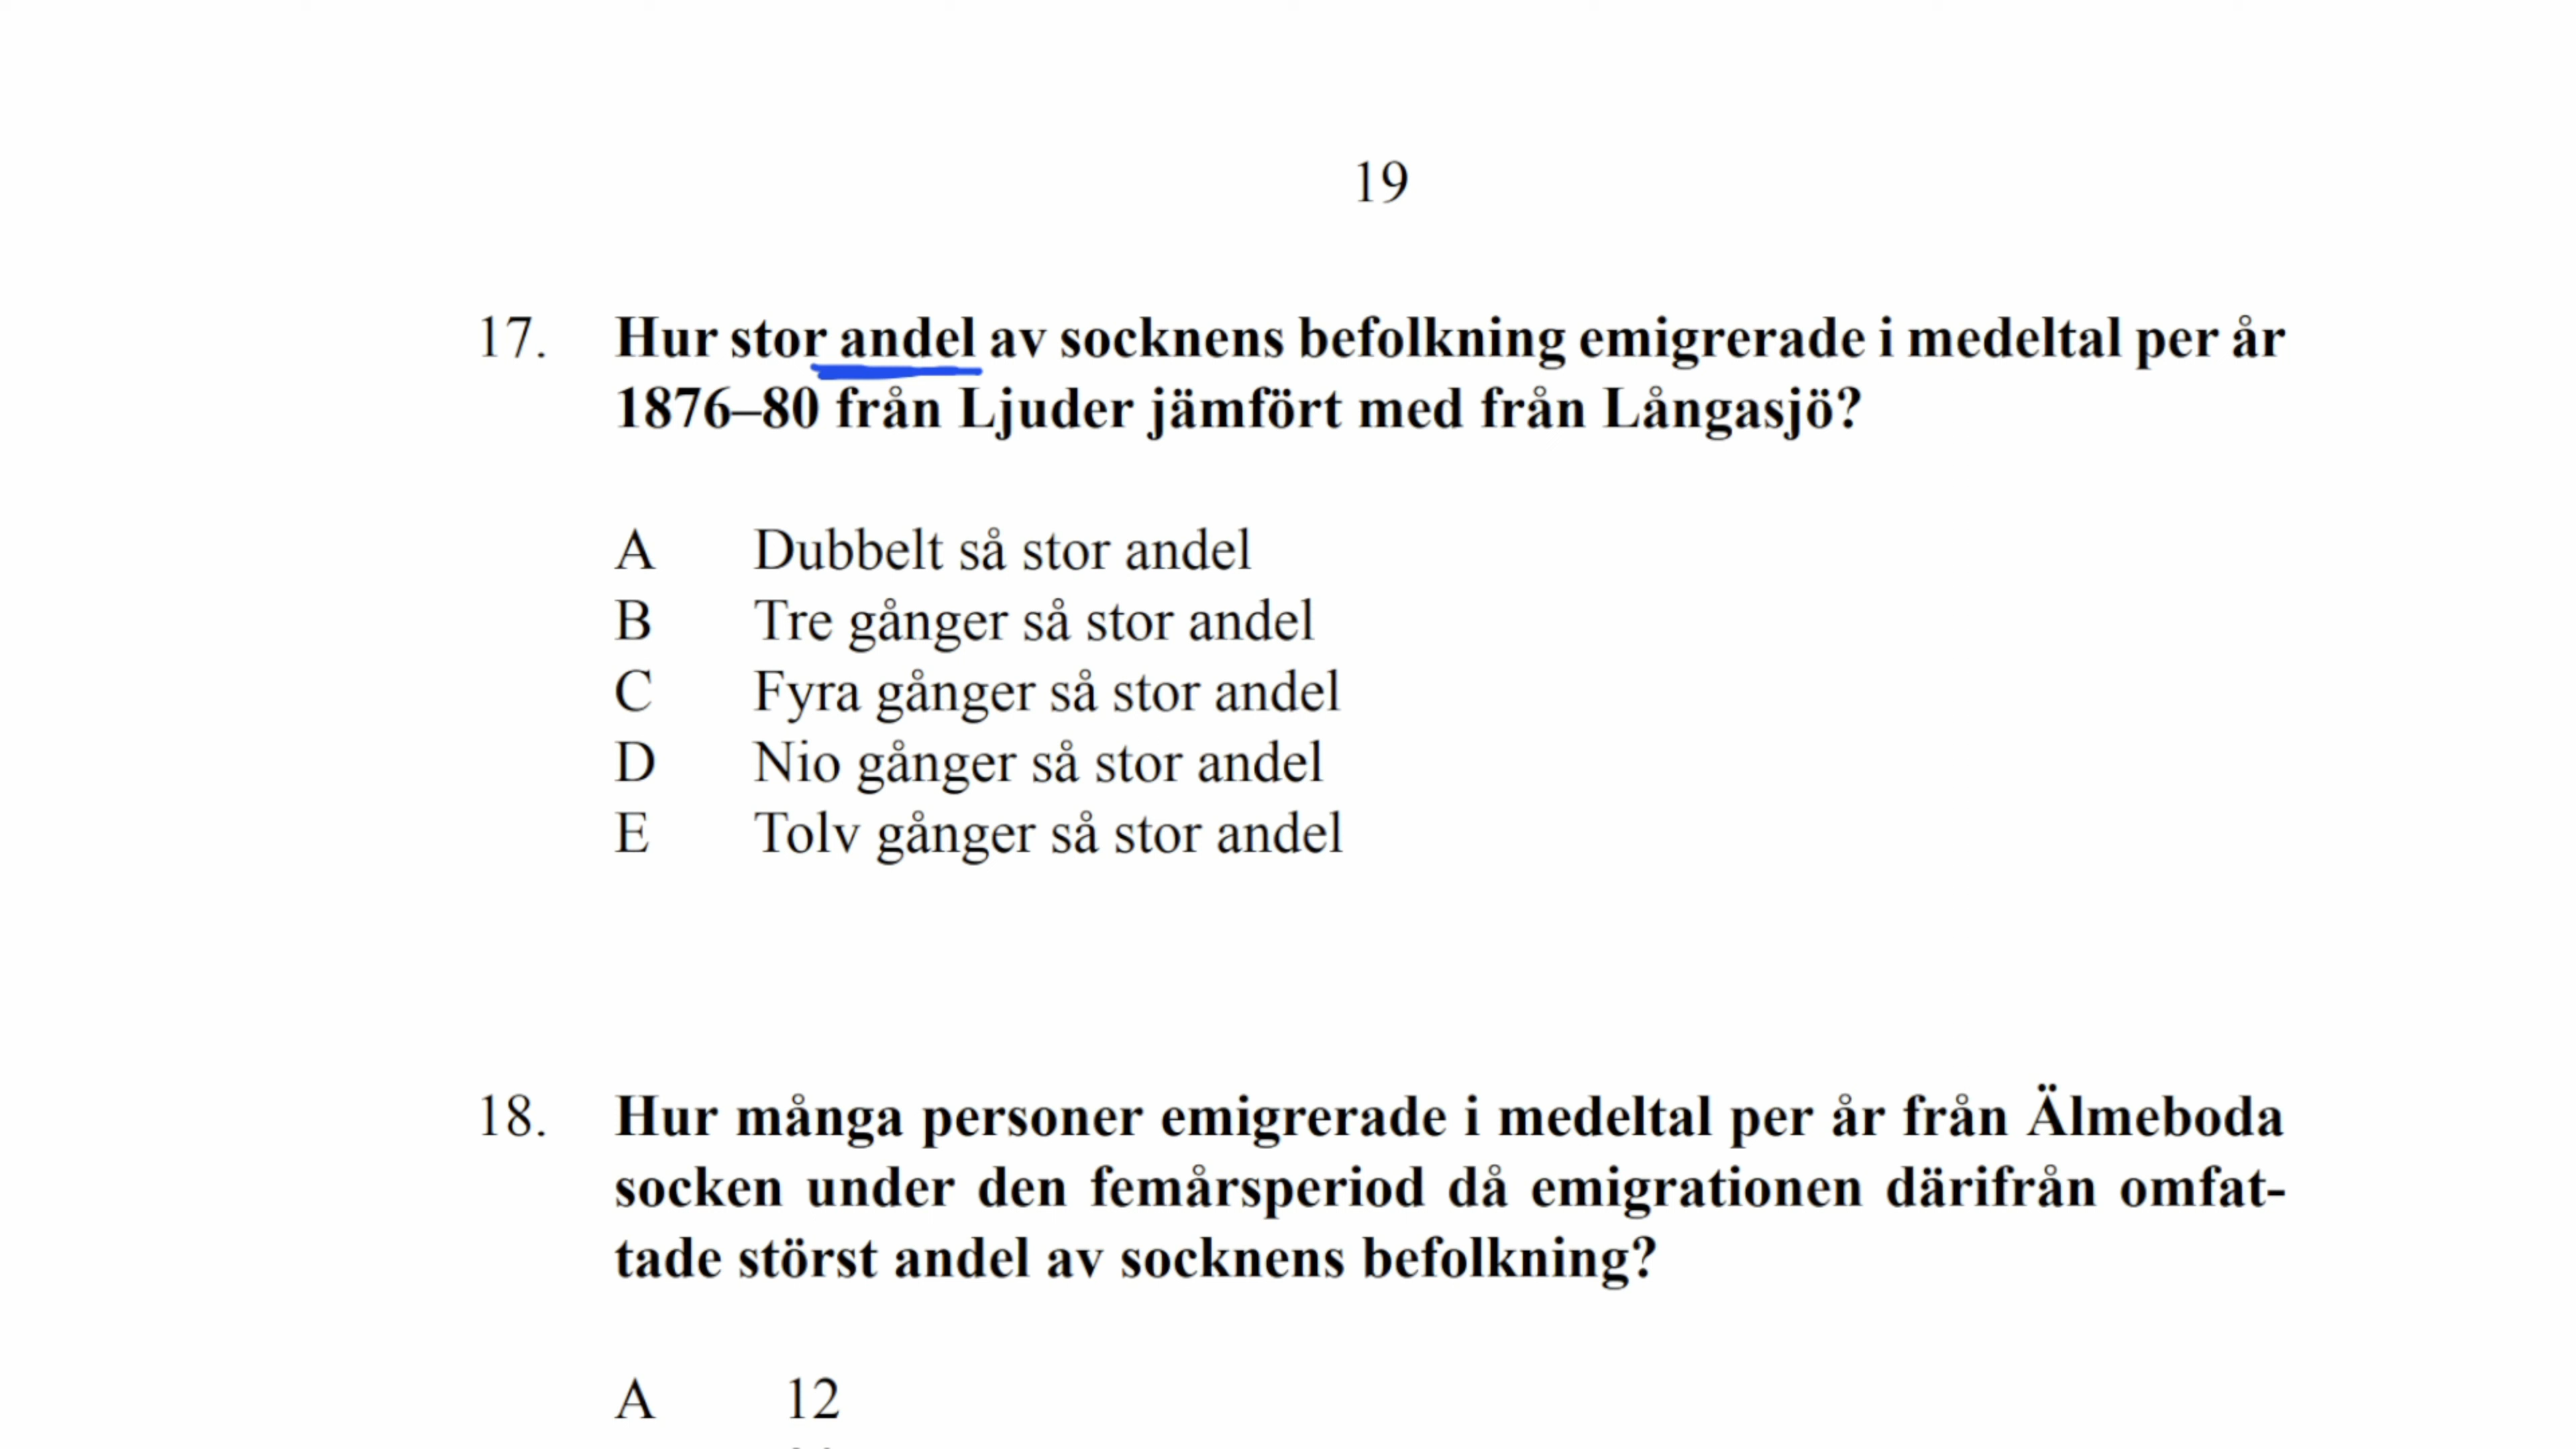 19
17. Hur stor andel av socknens befolkning emigrerade i medeltal per år
1876–80 från Ljuder jämfört med från Långasjö?
A Dubbelt så stor andel
B Tre gånger så stor andel
C Fyra gånger så stor andel
D Nio gånger så stor andel
E Tolv gånger så stor andel
18. Hur många personer emigrerade i medeltal per år från Älmeboda
socken under den femårsperiod då emigrationen därifrån omfat-
tade störst andel av socknens befolkning?
A 12